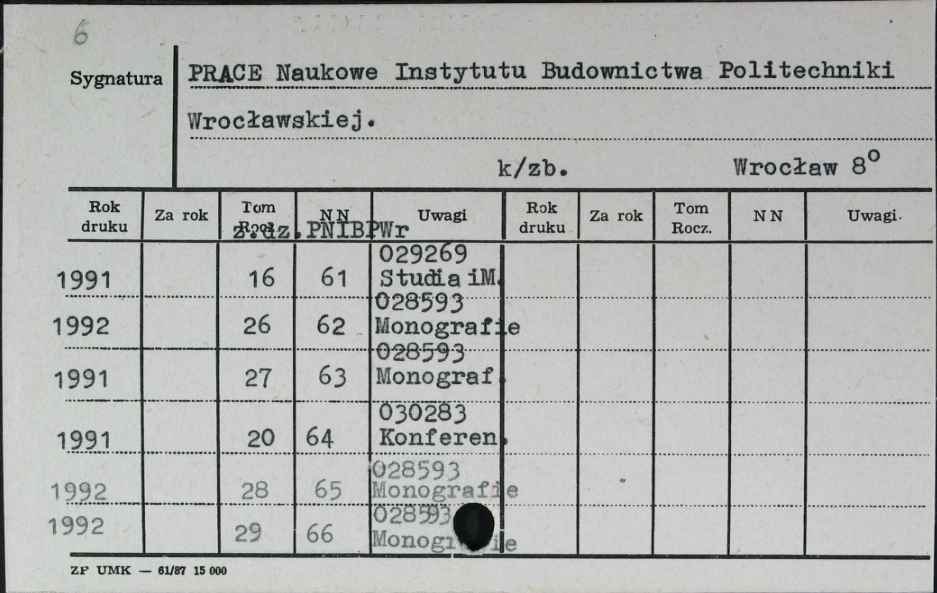 6
Sygnatura PRACE Naukowe Instytutu Budownictwa Politechniki
Wrocławskiej.
k/zb. Wrocław 8°
Rok druku Za rok Tom Rocz. NN Uwagi Rok druku Za rok Tom Rocz. NN Uwagi
z.dz.PNIBPWr
029269
1991 16 61 Studia iM.
028593
1992 26 62 Monografie
028593
1991 27 63 Monograf.
030283
1991 20 64 Konferen.
028593
1992 28 65 Monografie
028593
1992 29 66 Monografie
ZP UMK — 61/87 15 000